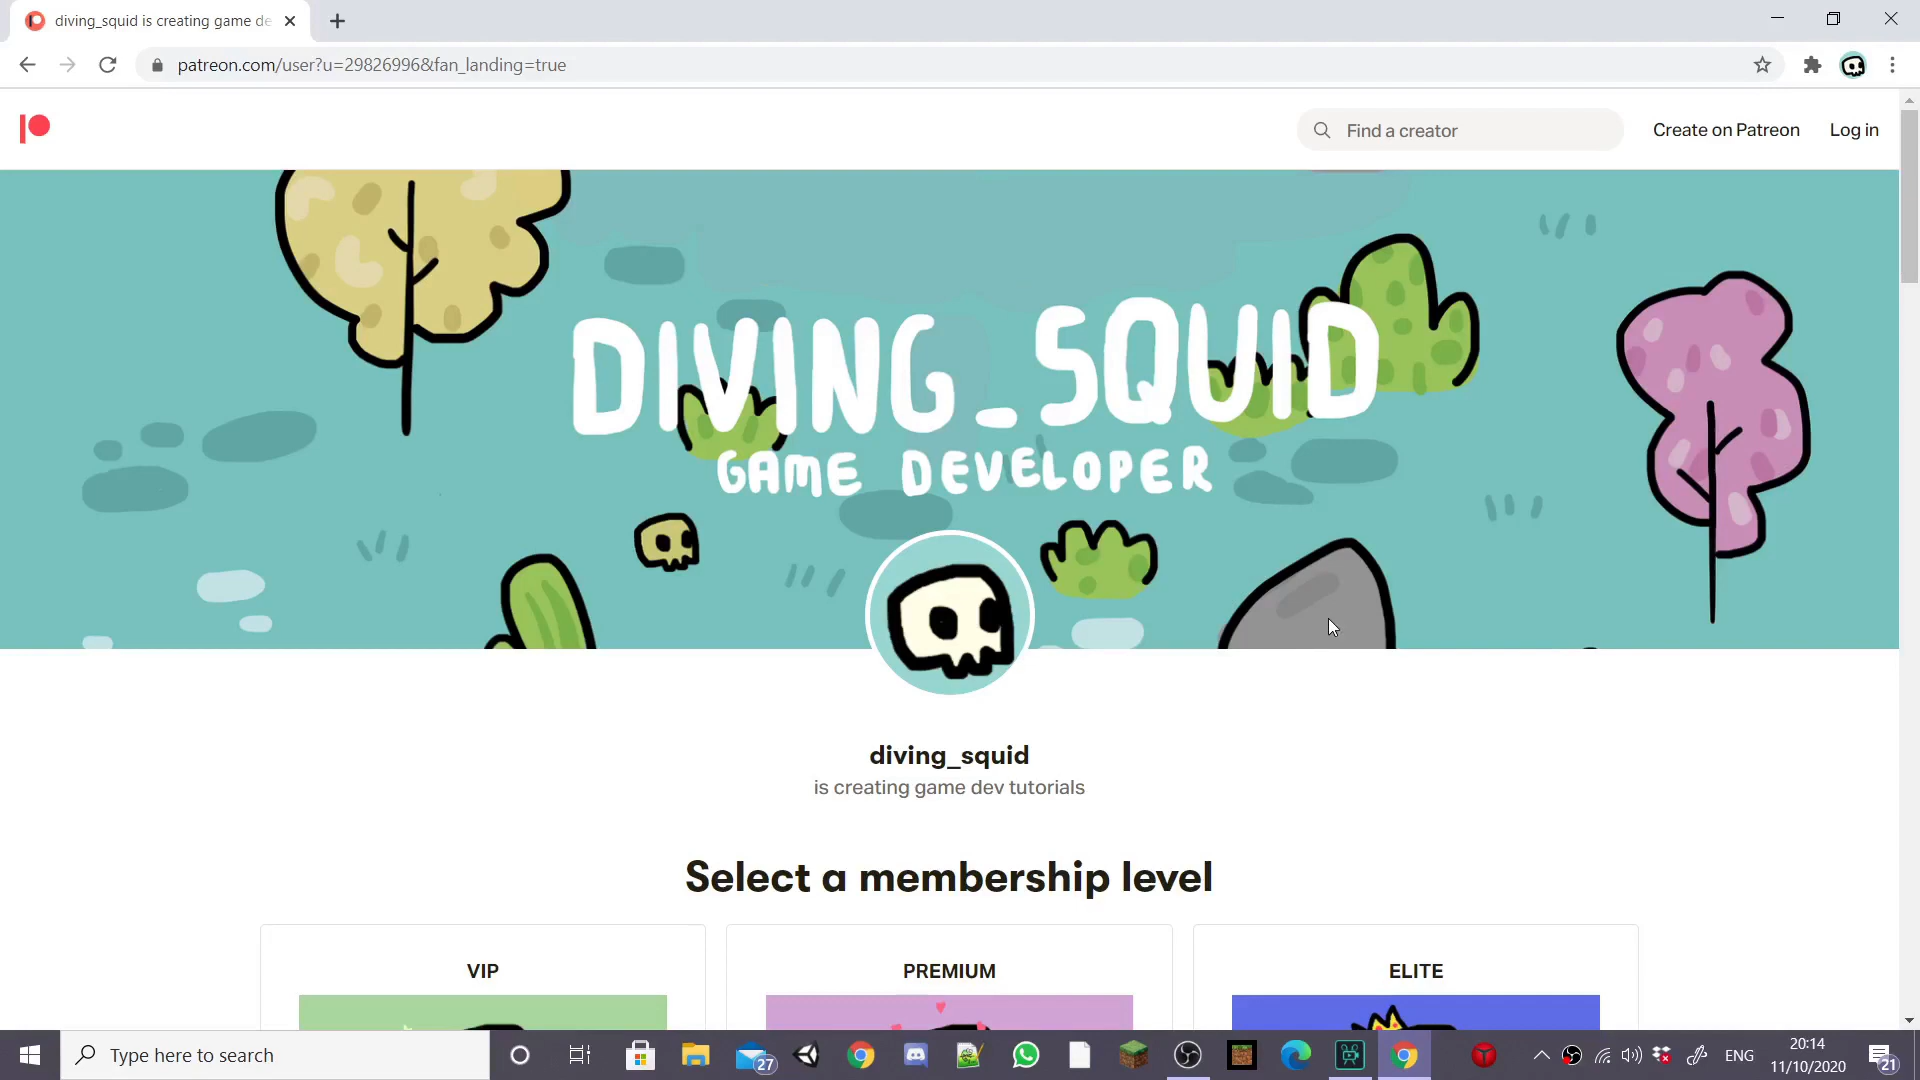 diving_squid is creating game de
patreon.com/user?u=29826996&fan_landing=true
Find a creator
Create on Patreon
Log in
DIVING_SQUID
GAME DEVELOPER
diving_squid
is creating game dev tutorials
Select a membership level
VIP
PREMIUM
ELITE
Type here to search
27
ENG
20:14
11/10/2020
21